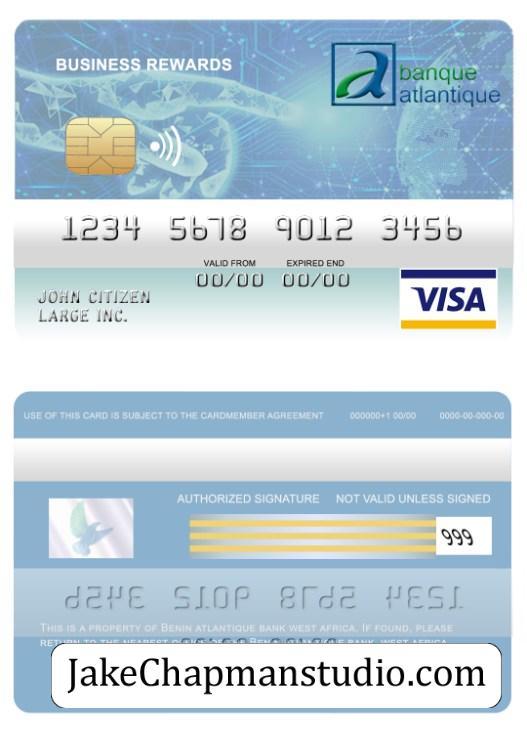 BUSINESS REWARDS
banque
atlantique
1234 5678 9012 3456
VALID FROM EXPIRED END
00/00 00/00
JOHN CITIZEN
LARGE INC.
VISA
USE OF THIS CARD IS SUBJECT TO THE CARDMEMBER AGREEMENT 000000+1 00/00 0000-00-000-00
AUTHORIZED SIGNATURE NOT VALID UNLESS SIGNED
999
THIS IS A PROPERTY OF BENIN ATLANTIQUE BANK WEST AFRICA. IF FOUND, PLEASE
RETURN TO THE NEAREST
JakeChapmanstudio.com